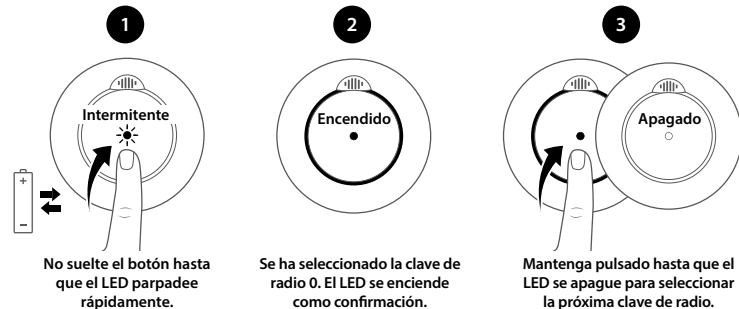 1
2
3
Intermitente
Encendido
Apagado
+
−
No suelte el botón hasta
que el LED parpadee
rápidamente.
Se ha seleccionado la clave de
radio 0. El LED se enciende
como confirmación.
Mantenga pulsado hasta que el
LED se apague para seleccionar
la próxima clave de radio.